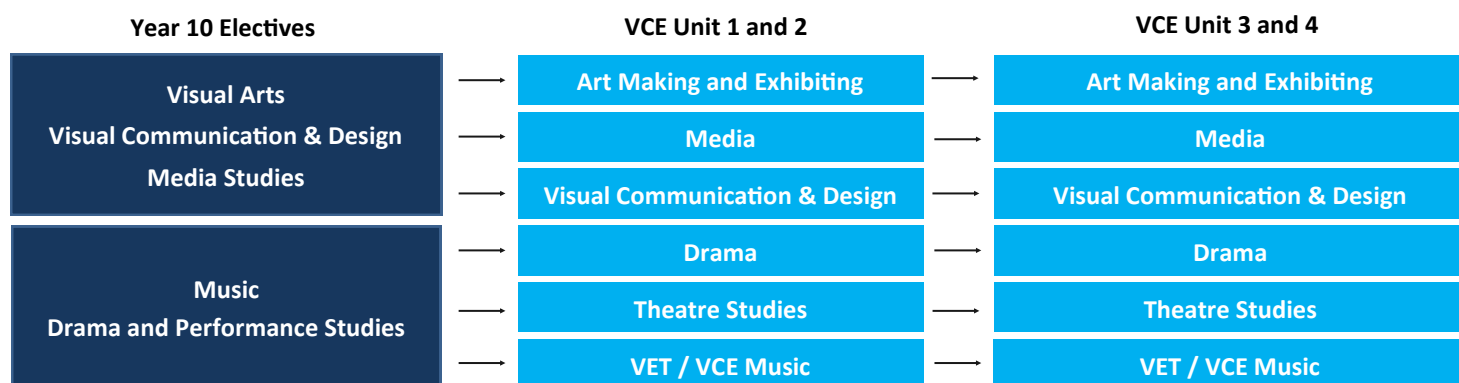 Year 10 Electives
VCE Unit 1 and 2
VCE Unit 3 and 4
Visual Arts
Visual Communication & Design
Media Studies
Music
Drama and Performance Studies
Art Making and Exhibiting
Media
Visual Communication & Design
Drama
Theatre Studies
VET / VCE Music
Art Making and Exhibiting
Media
Visual Communication & Design
Drama
Theatre Studies
VET / VCE Music